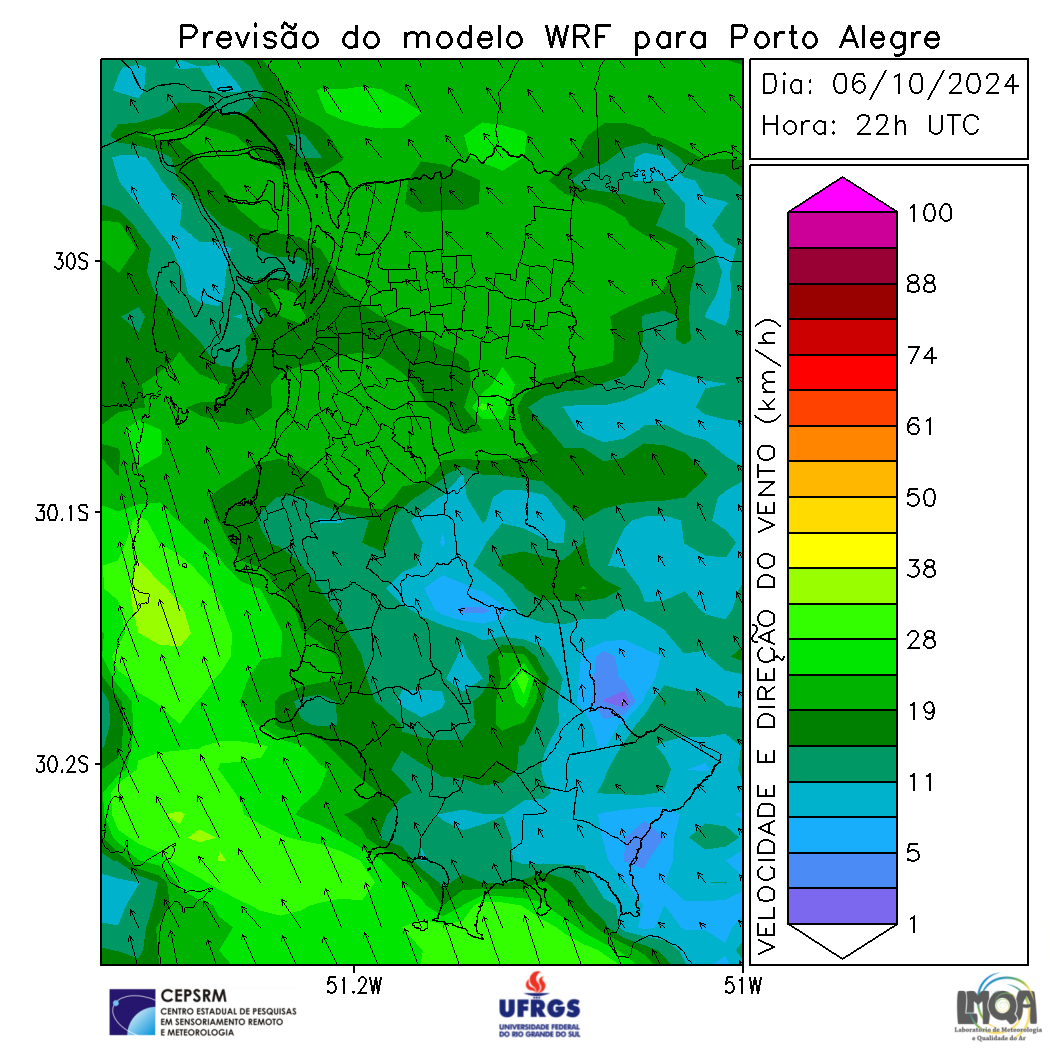 Previsão do modelo WRF para Porto Alegre
Dia: 06/10/2024
Hora: 22h UTC
30S
30.1S
30.2S
51.2W
51W
VELOCIDADE E DIREÇÃO DO VENTO (km/h)
100
88
74
61
50
38
28
19
11
5
1
CEPSRM
CENTRO ESTADUAL DE PESQUISAS
EM SENSORIAMENTO REMOTO
E METEOROLOGIA
UFRGS
UNIVERSIDADE FEDERAL
DO RIO GRANDE DO SUL
LMQA
Laboratório de Meteorologia
e Qualidade do Ar